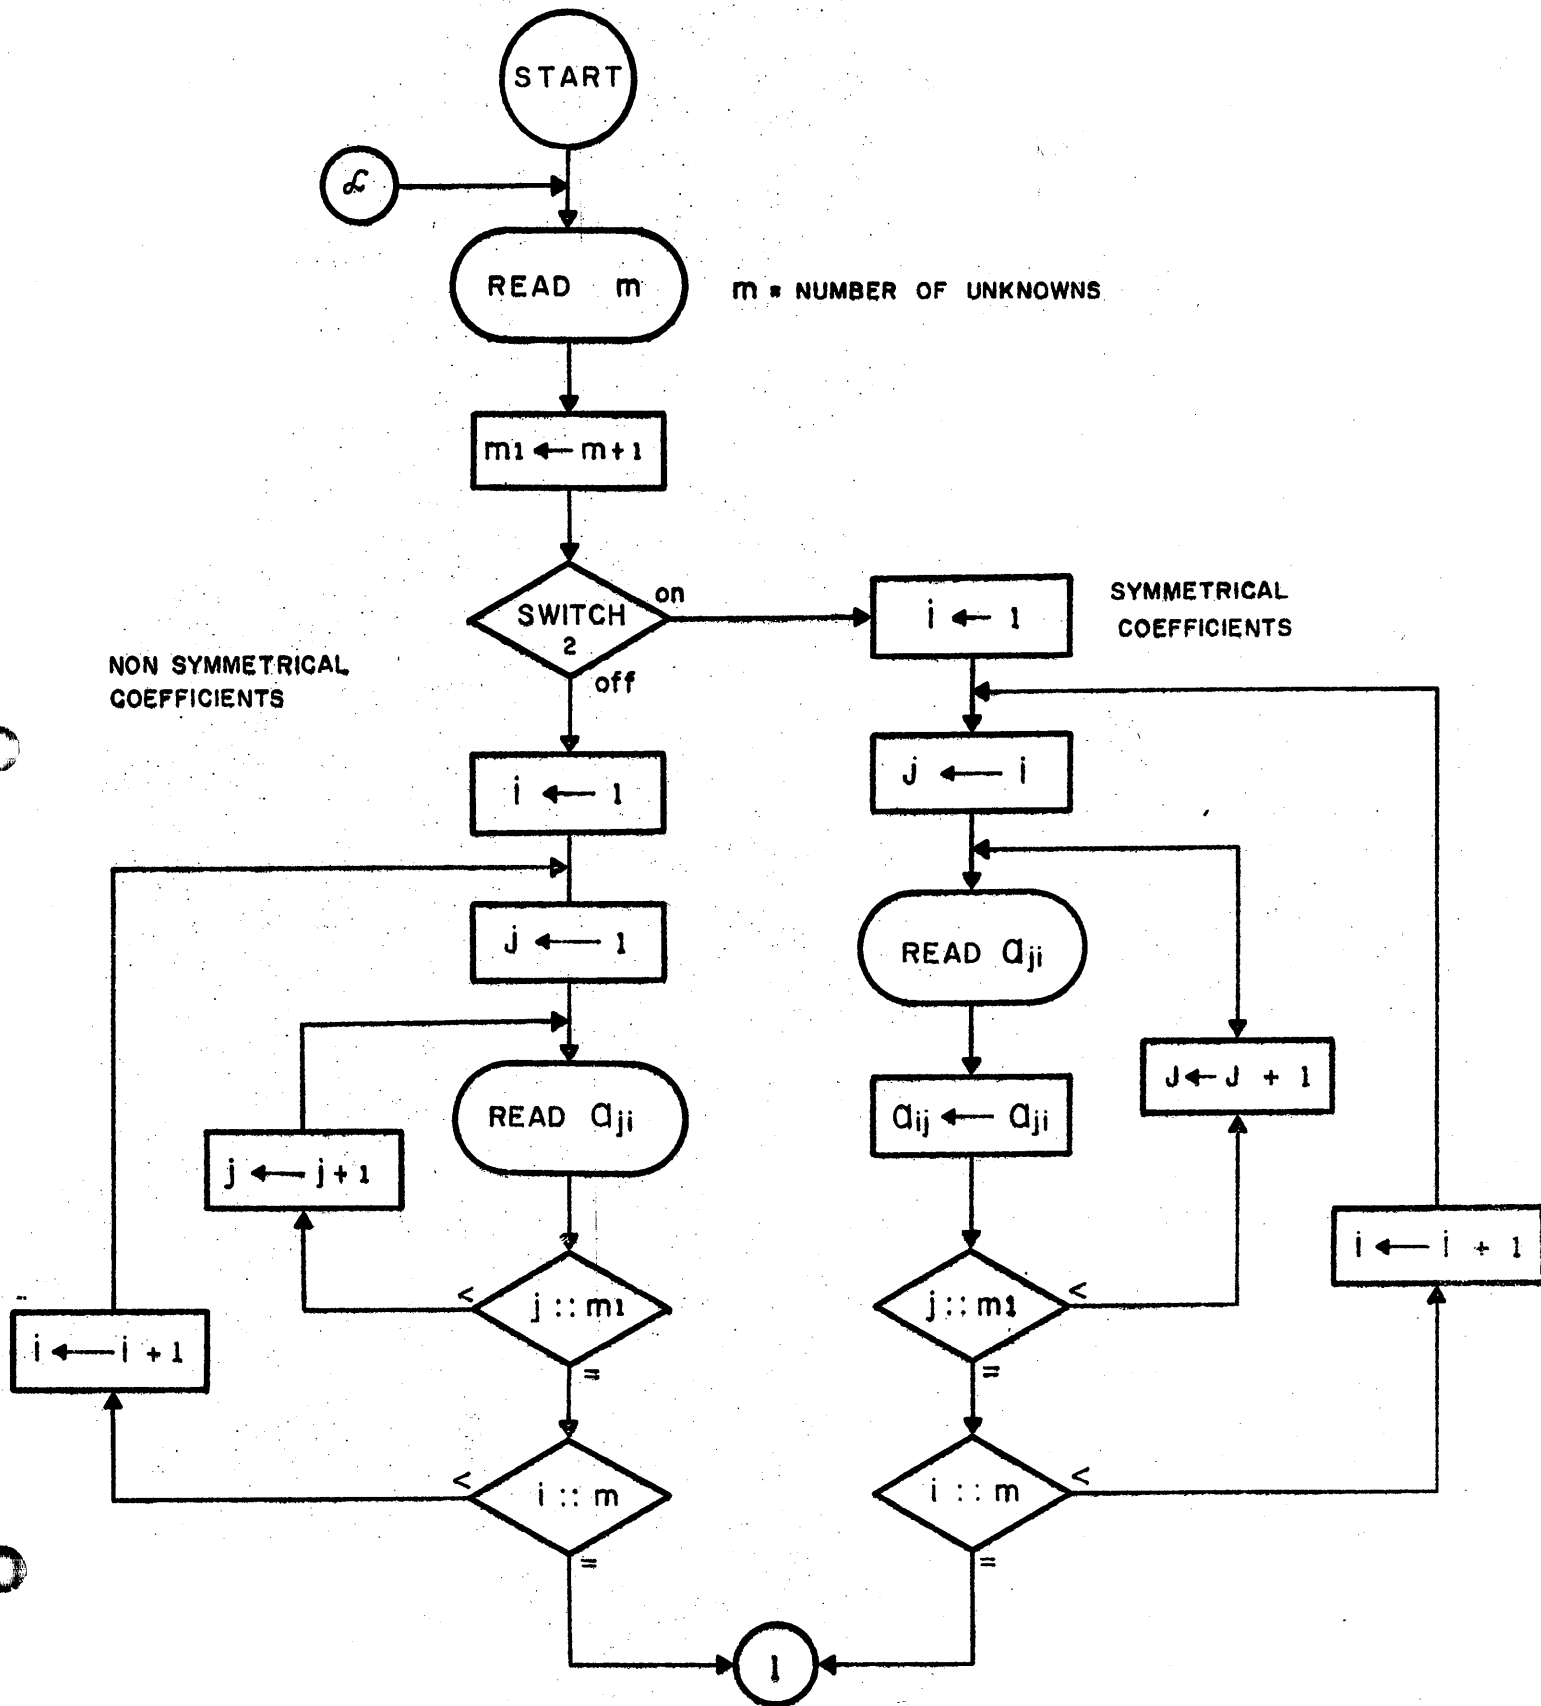 START
READ m
m = NUMBER OF UNKNOWNS
m1 ← m+1
SWITCH
2
on
off
i ← 1
SYMMETRICAL
COEFFICIENTS
NON SYMMETRICAL
COEFFICIENTS
i ← 1
j ← i
j ← 1
READ aji
READ aji
aij ← aji
J ← J + 1
j ← j+1
i ← i + 1
j :: m1
<
=
j :: m1
<
=
i ← i + 1
i :: m
<
=
i :: m
<
=
1